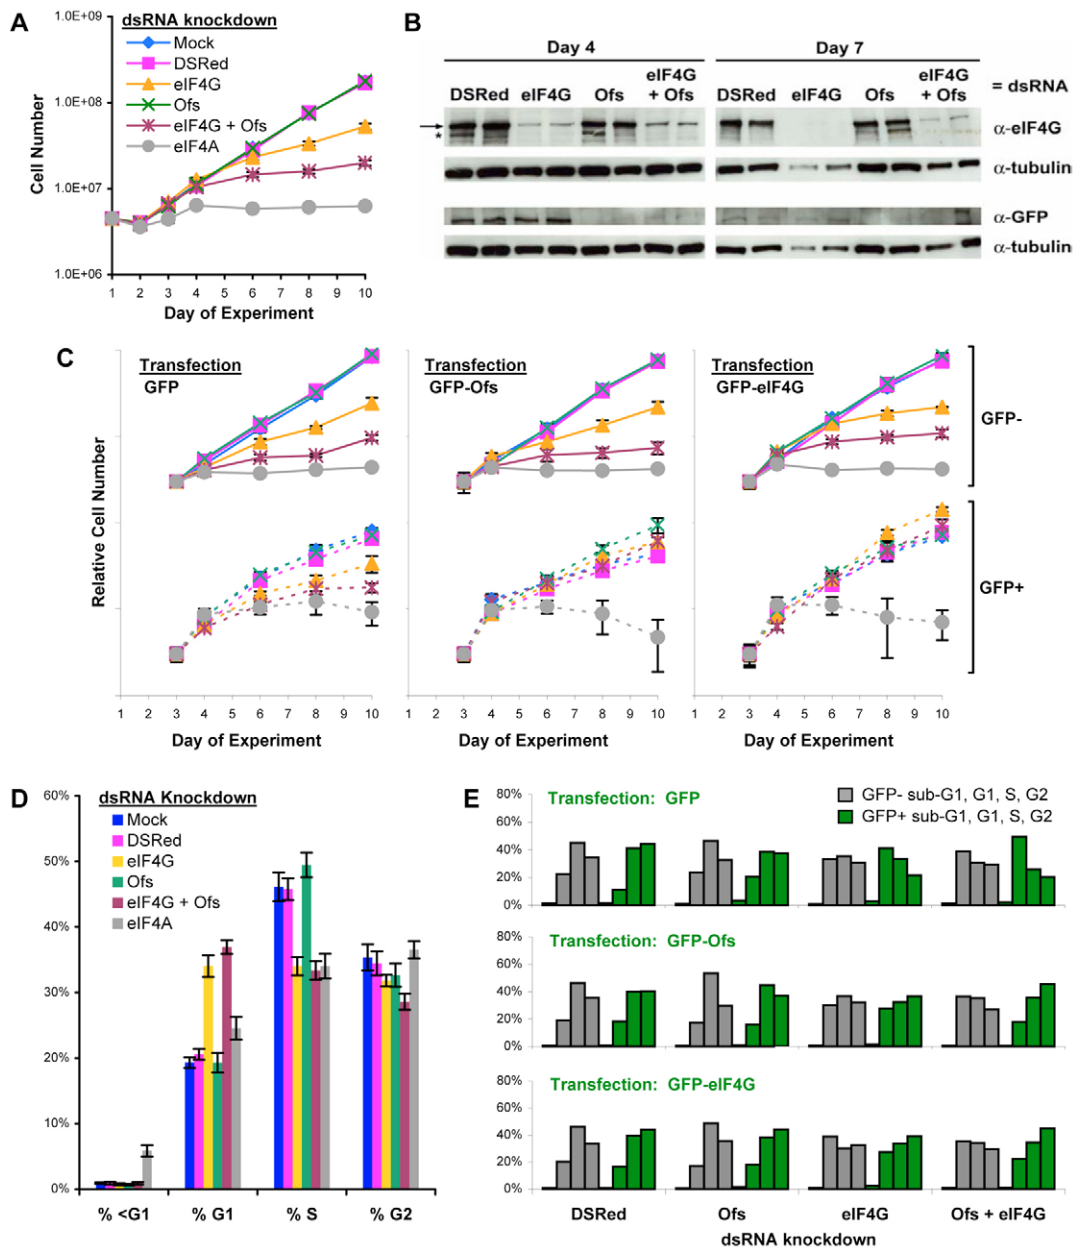 A
dsRNA knockdown
Mock
DSRed
eIF4G
Ofs
eIF4G + Ofs
eIF4A
1.0E+09
1.0E+08
1.0E+07
1.0E+06
Cell Number
1 2 3 4 6 8 10
Day of Experiment
B
Day 4
Day 7
DSRed eIF4G Ofs eIF4G + Ofs
DSRed eIF4G Ofs eIF4G + Ofs
= dsRNA
*
α-eIF4G
α-tubulin
α-GFP
α-tubulin
C
Transfection
GFP
Transfection
GFP-Ofs
Transfection
GFP-eIF4G
GFP-
GFP+
Relative Cell Number
1 2 3 4 5 6 7 8 9 10
1 2 3 4 5 6 7 8 9 10
1 2 3 4 5 6 7 8 9 10
Day of Experiment
Day of Experiment
Day of Experiment
D
dsRNA Knockdown
Mock
DSRed
eIF4G
Ofs
eIF4G + Ofs
eIF4A
60%
50%
40%
30%
20%
10%
0%
% <G1
% G1
% S
% G2
E
Transfection: GFP
GFP- sub-G1, G1, S, G2
GFP+ sub-G1, G1, S, G2
80%
60%
40%
20%
0%
Transfection: GFP-Ofs
80%
60%
40%
20%
0%
Transfection: GFP-eIF4G
80%
60%
40%
20%
0%
DSRed
Ofs
eIF4G
Ofs + eIF4G
dsRNA knockdown